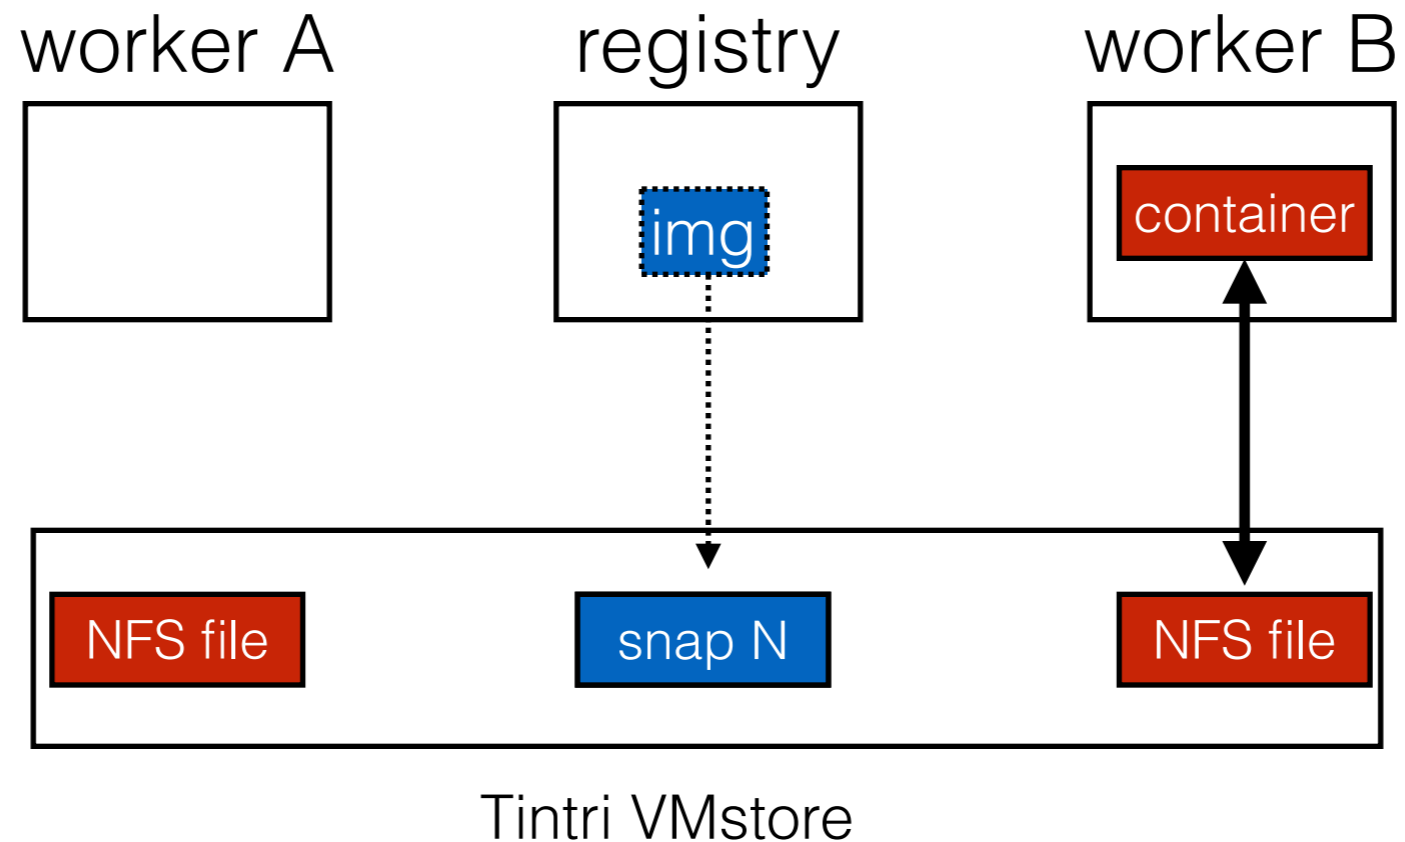 worker A
registry
worker B
img
container
NFS file
snap N
NFS file
Tintri VMstore